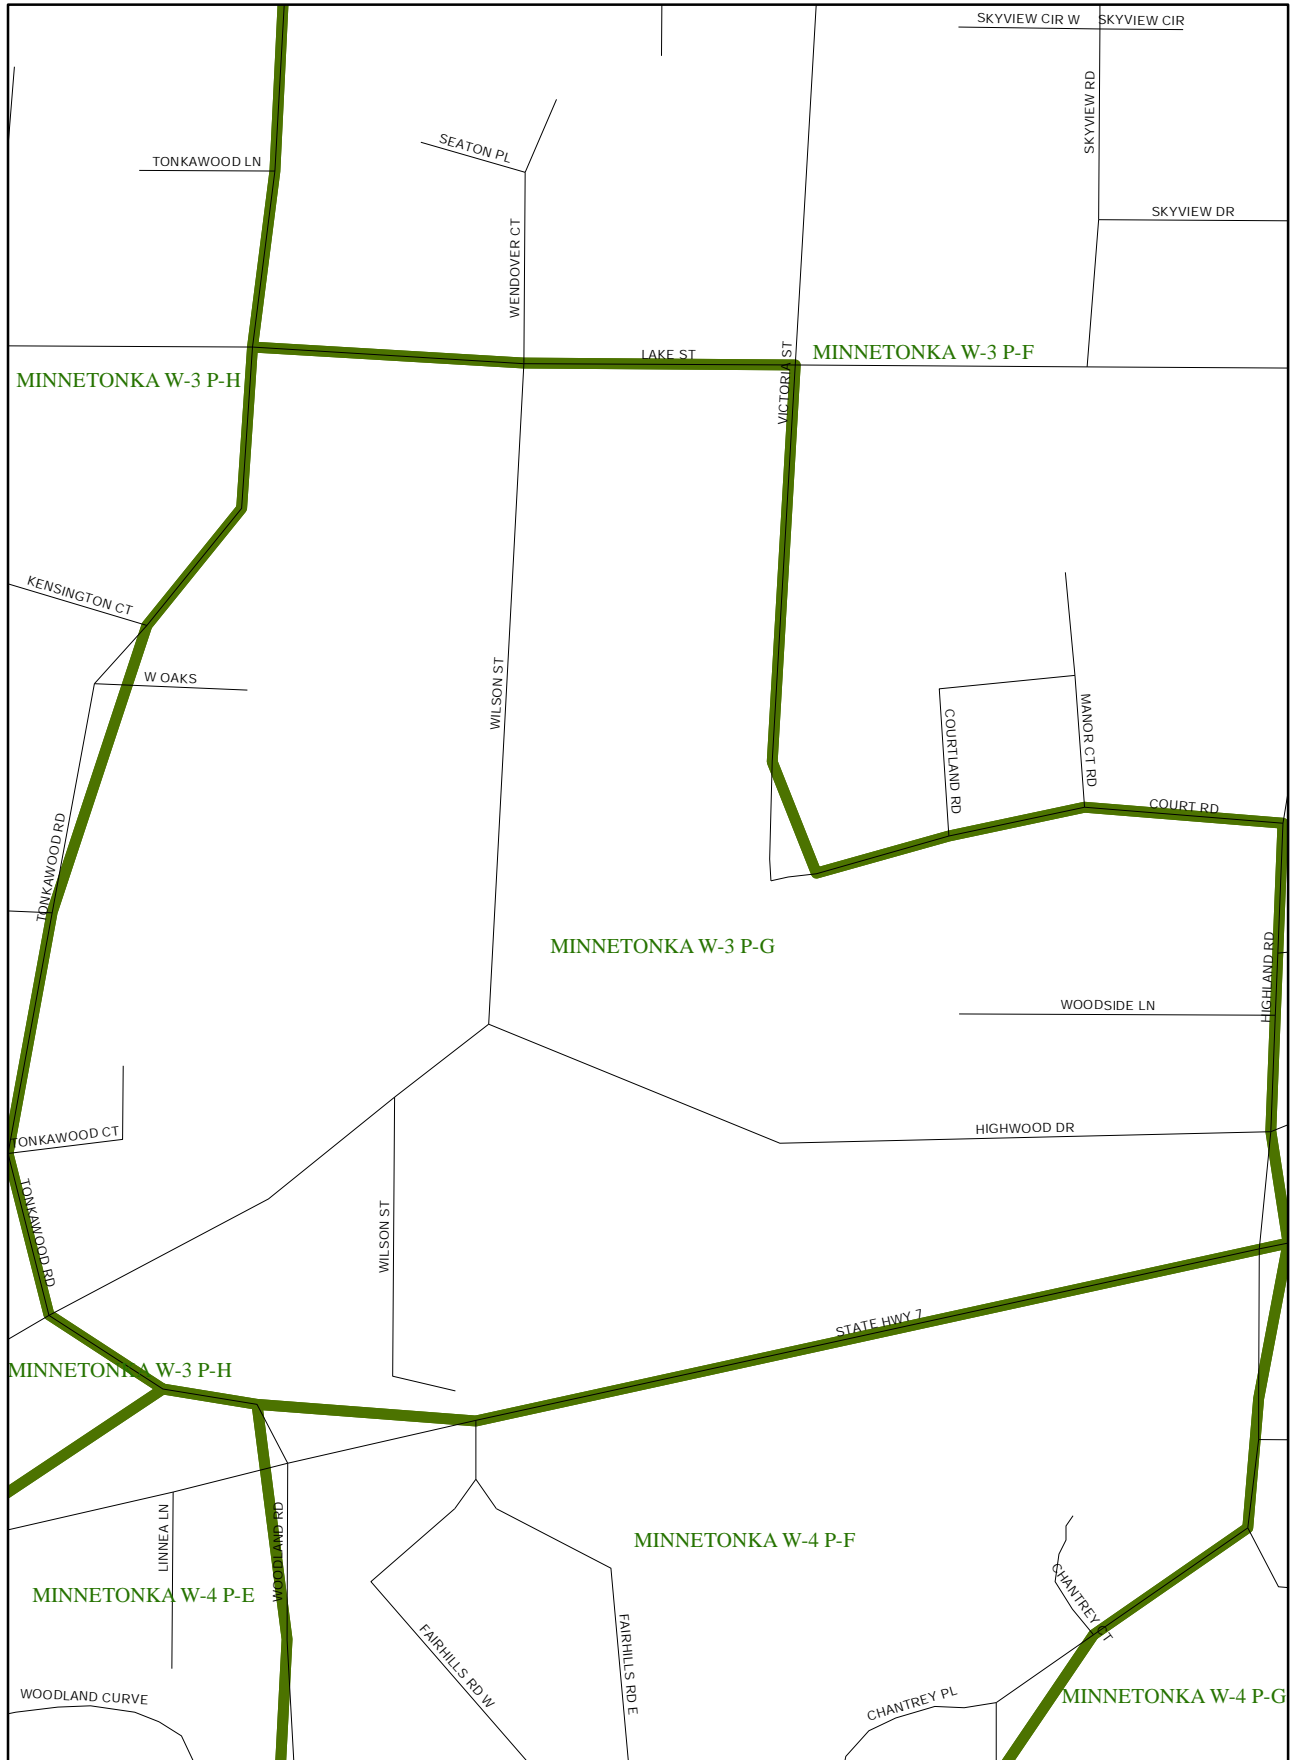 SKYVIEW CIR W
SKYVIEW CIR
SKYVIEW RD
SEATON PL
TONKAWOOD LN
SKYVIEW DR
WENDOVER CT
LAKE ST
VICTORIA ST
MINNETONKA W-3 P-F
MINNETONKA W-3 P-H
KENSINGTON CT
W OAKS
WILSON ST
COURTLAND RD
MANOR CT RD
COURT RD
TONKAWOOD RD
MINNETONKA W-3 P-G
HIGHLAND RD
WOODSIDE LN
TONKAWOOD CT
HIGHWOOD DR
TONKAWOOD RD
WILSON ST
STATE HWY 7
MINNETONKA W-3 P-H
LINNEA LN
WOODLAND RD
MINNETONKA W-4 P-F
MINNETONKA W-4 P-E
CHANTREY CT
FAIRHILLS RD W
FAIRHILLS RD E
WOODLAND CURVE
CHANTREY PL
MINNETONKA W-4 P-G